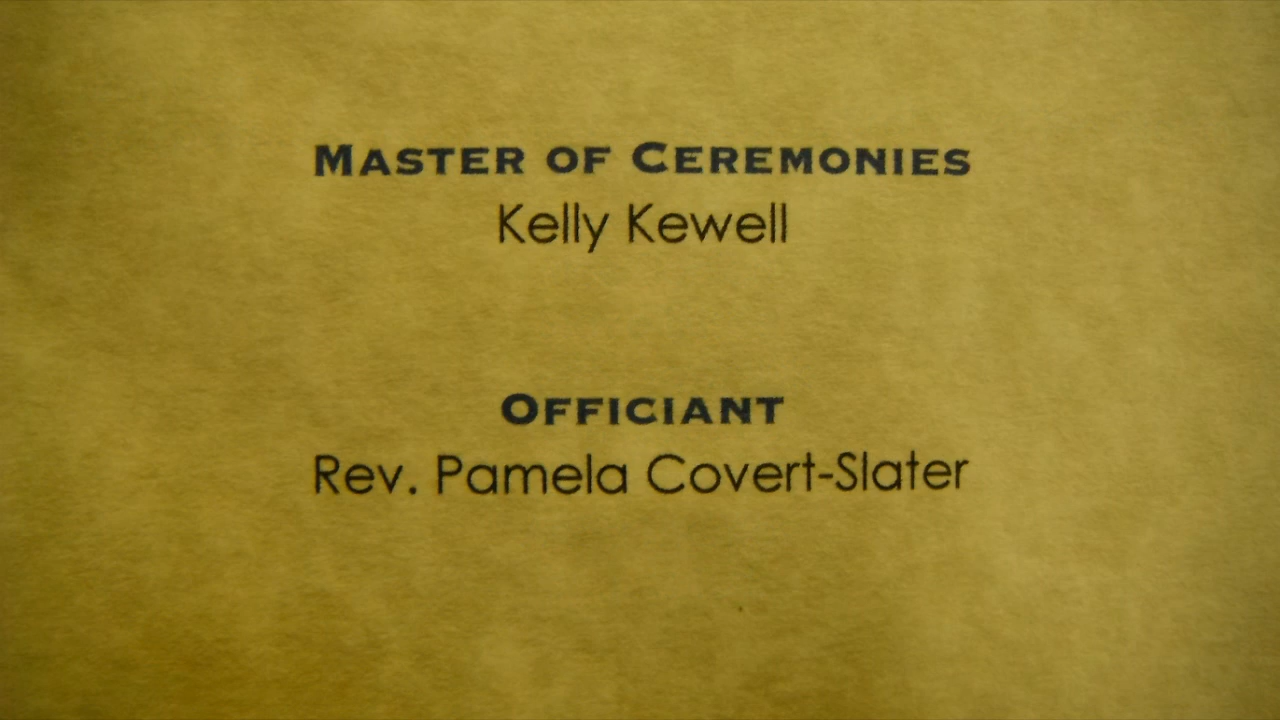 MASTER OF CEREMONIES
Kelly Kewell
OFFICIANT
Rev. Pamela Covert-Slater